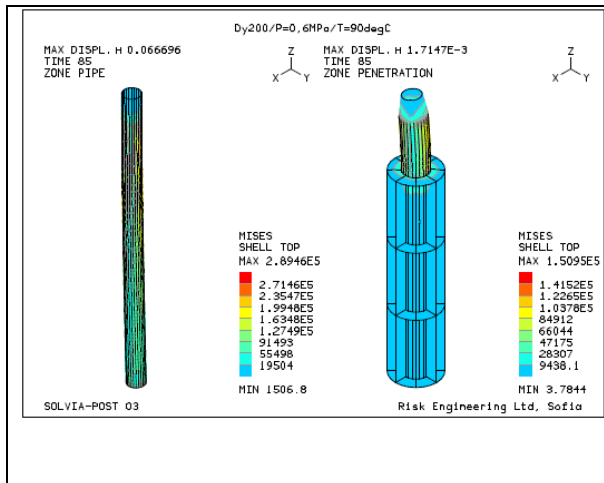 Dy200/P=0,6MPa/T=90degC
MAX DISPL. H 0.066696
TIME 85
ZONE PIPE
Z
X Y
MAX DISPL. H 1.7147E-3
TIME 85
ZONE PENETRATION
Z
X Y
MISES
SHELL TOP
MAX 2.8946E5
2.7146E5
2.3547E5
1.9948E5
1.6348E5
1.2749E5
91493
55498
19504
MIN 1506.8
MISES
SHELL TOP
MAX 1.5095E5
1.4152E5
1.2265E5
1.0378E5
84912
66044
47175
28307
9438.1
MIN 3.7844
SOLVIA-POST 03
Risk Engineering Ltd, Sofia